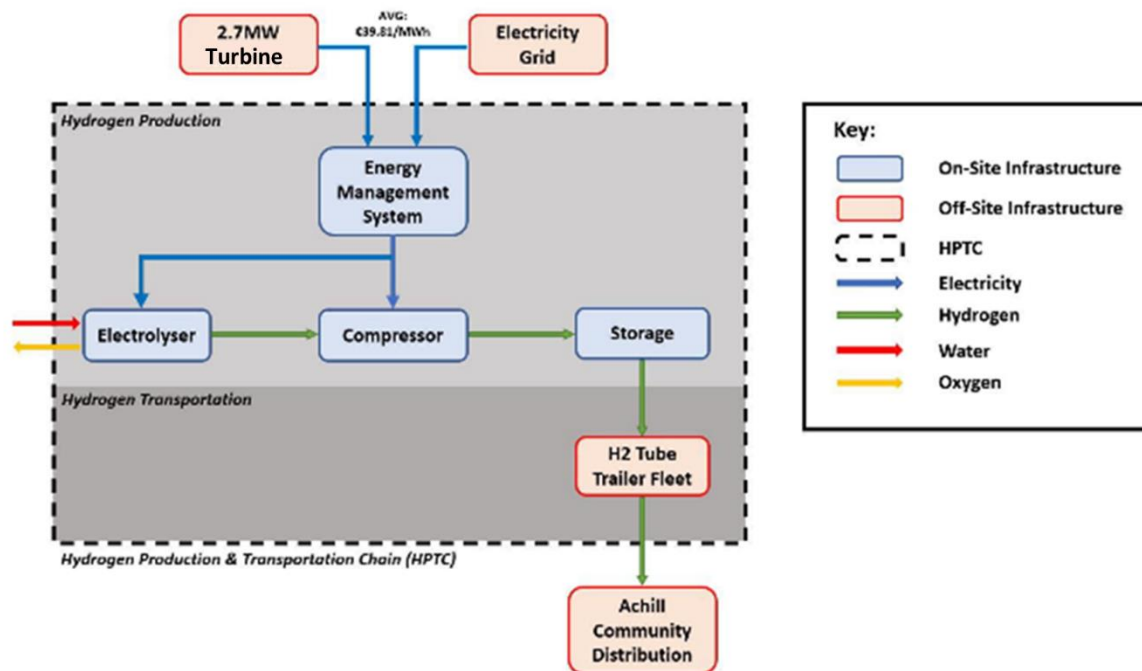 2.7MW
Turbine
AVG:
€39.81/MWh
Electricity
Grid
Hydrogen Production
Energy
Management
System
Electrolyser
Compressor
Storage
Hydrogen Transportation
H2 Tube
Trailer Fleet
Hydrogen Production & Transportation Chain (HPTC)
Achill
Community
Distribution
Key:
On-Site Infrastructure
Off-Site Infrastructure
HPTC
Electricity
Hydrogen
Water
Oxygen